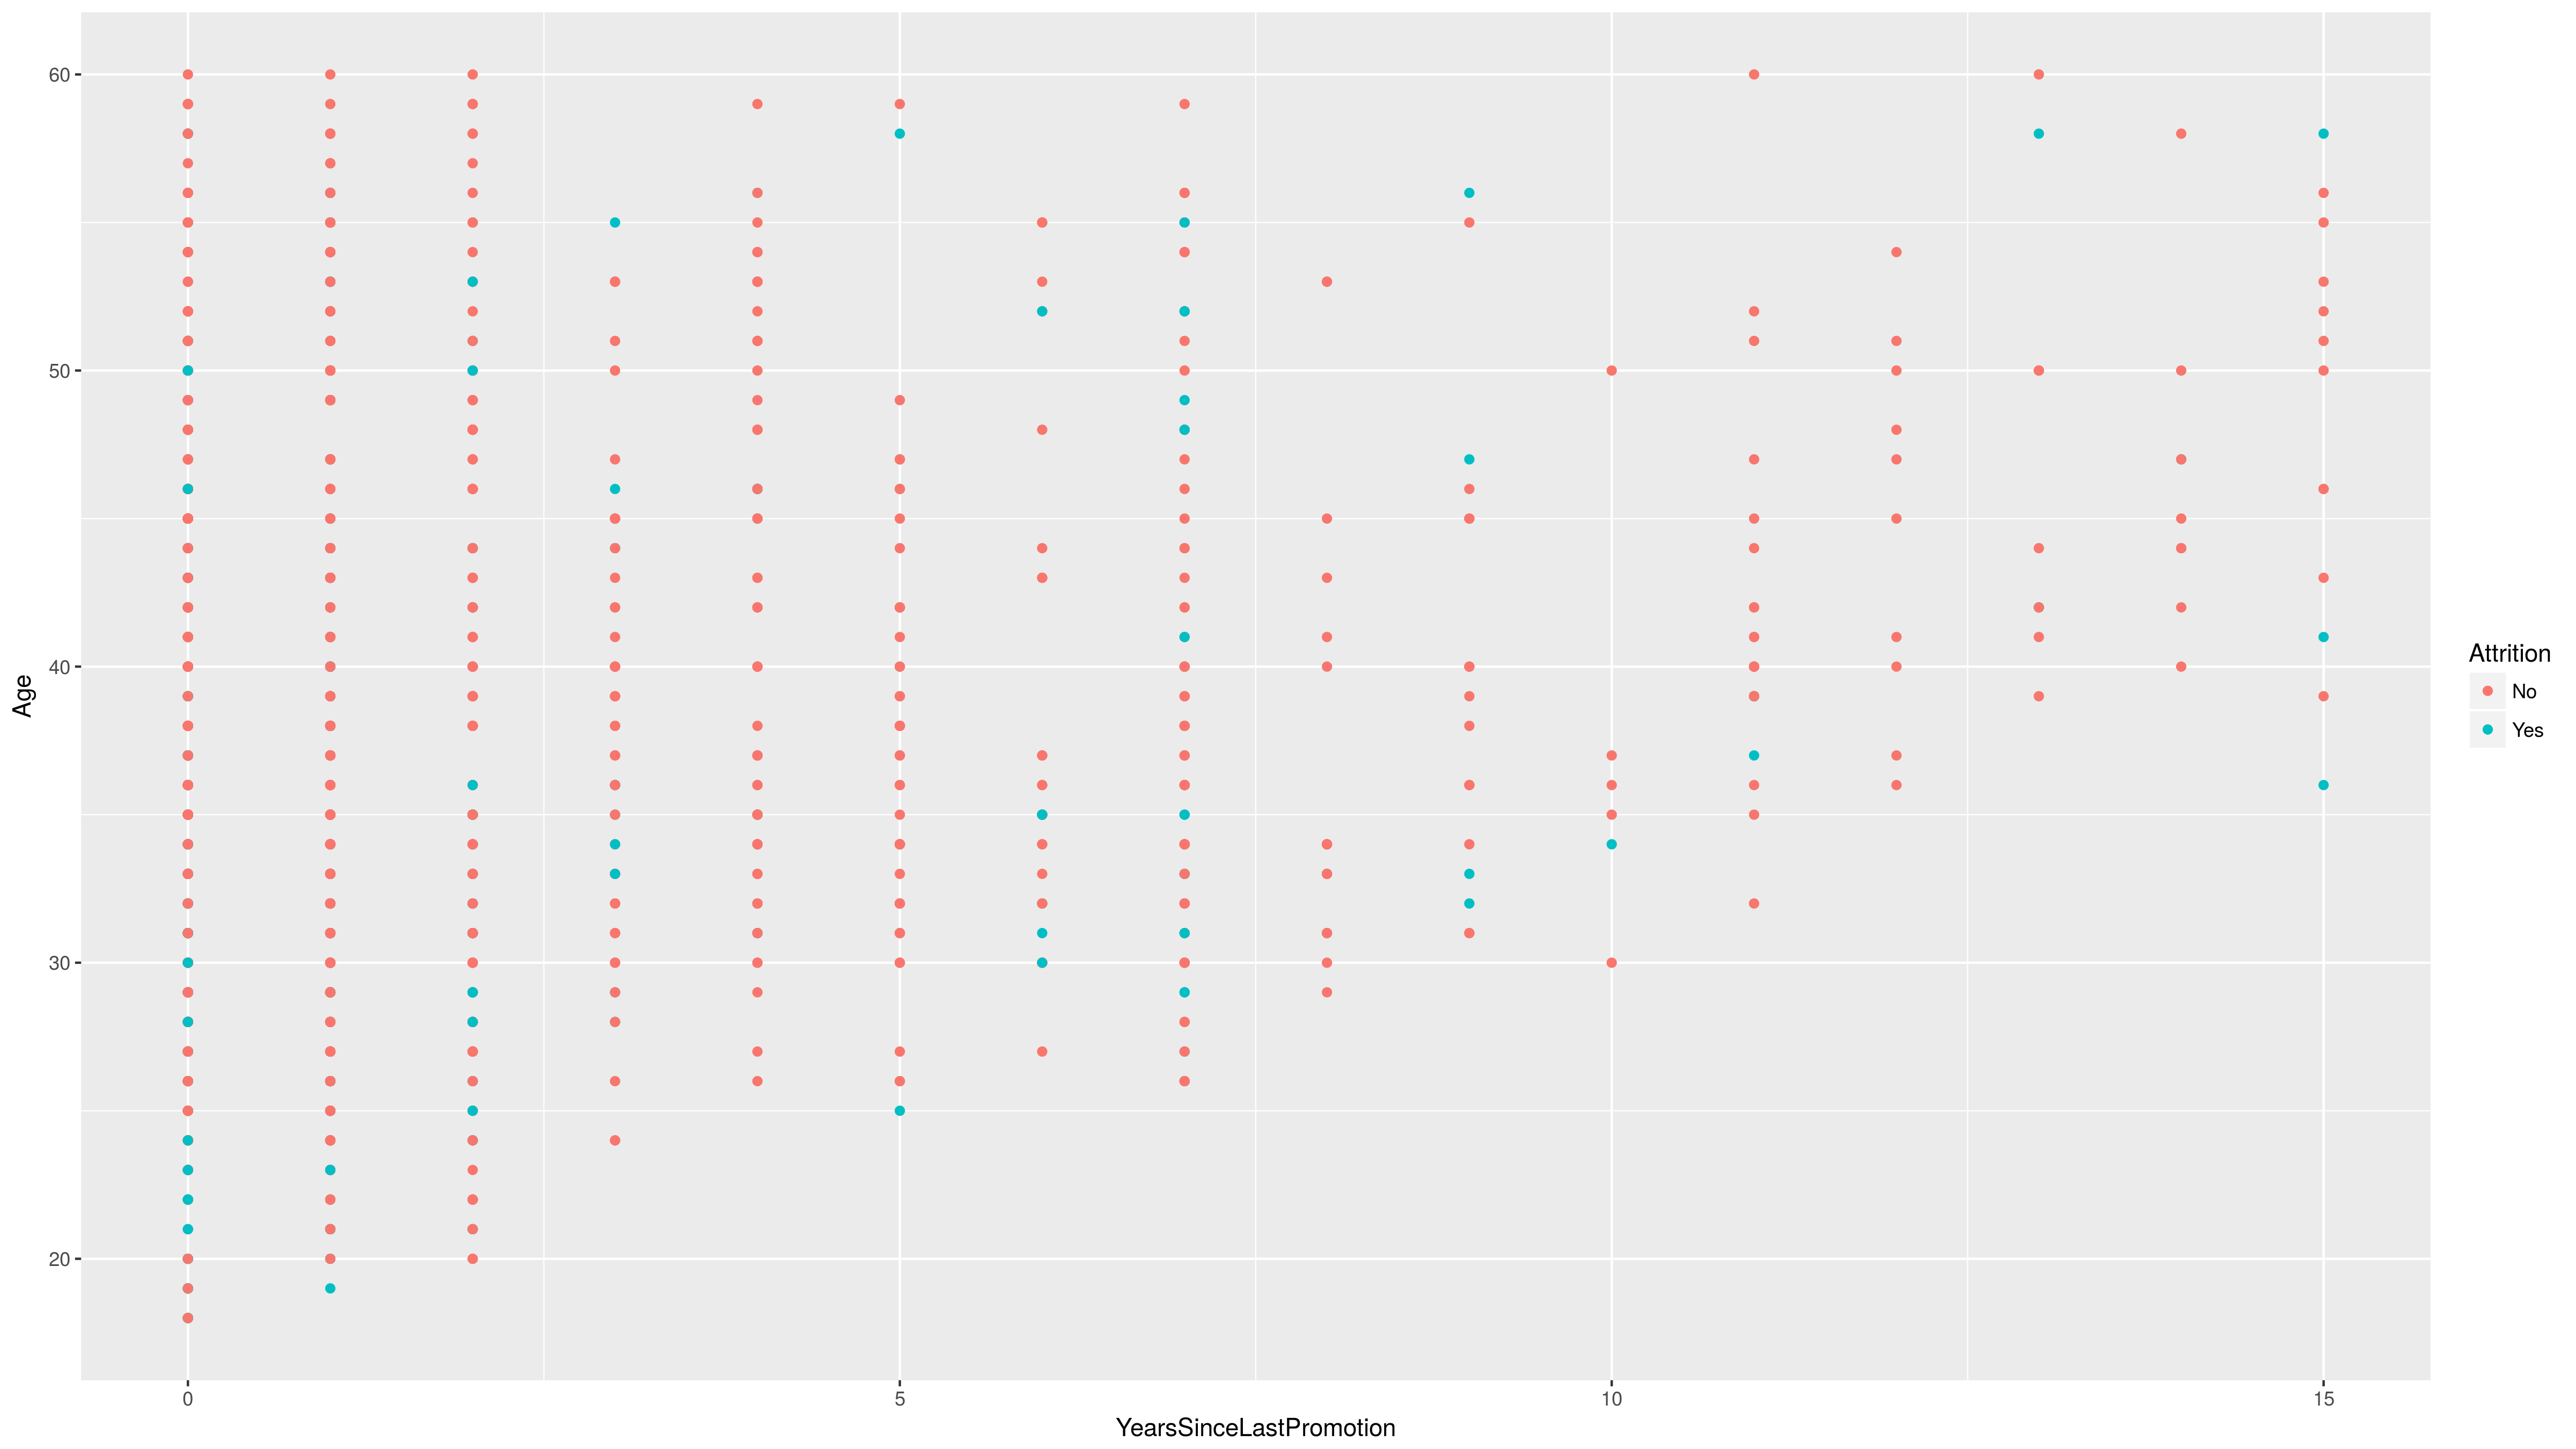 60
50
40
30
20
Age
0
5
10
15
YearsSinceLastPromotion
Attrition
No
Yes